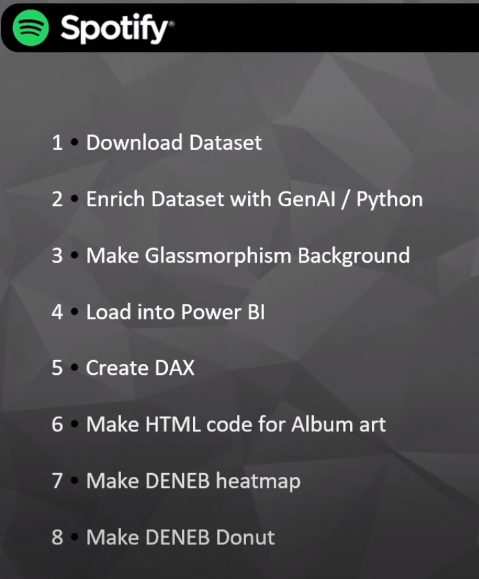 Spotify®
1 • Download Dataset
2 • Enrich Dataset with GenAI / Python
3 • Make Glassmorphism Background
4 • Load into Power BI
5 • Create DAX
6 • Make HTML code for Album art
7 • Make DENEB heatmap
8 • Make DENEB Donut